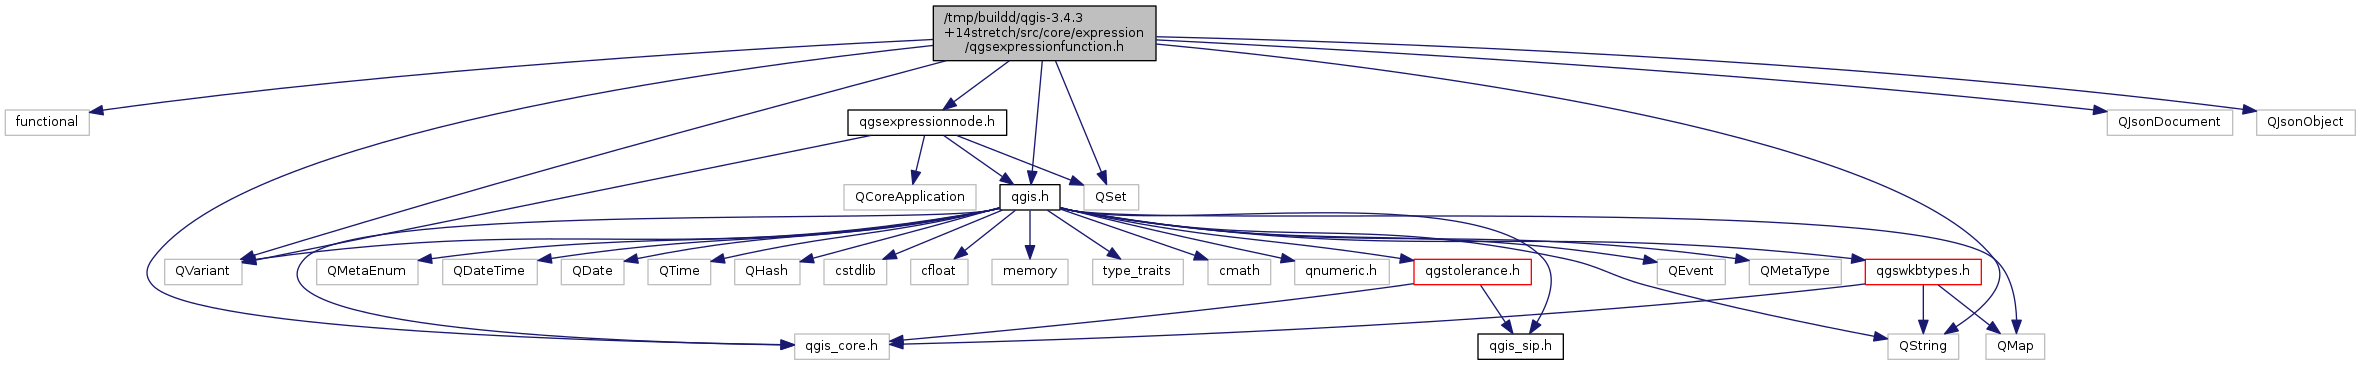 /tmp/buildd/qgis-3.4.3
+14stretch/src/core/expression
/qgsexpressionfunction.h
functional
qgsexpressionnode.h
QJsonDocument
QJsonObject
QCoreApplication
qgis.h
QSet
QVariant
QMetaEnum
QDateTime
QDate
QTime
QHash
cstdlib
cfloat
memory
type_traits
cmath
qnumeric.h
qgstolerance.h
QEvent
QMetaType
qgswkbtypes.h
qgis_core.h
qgis_sip.h
QString
QMap